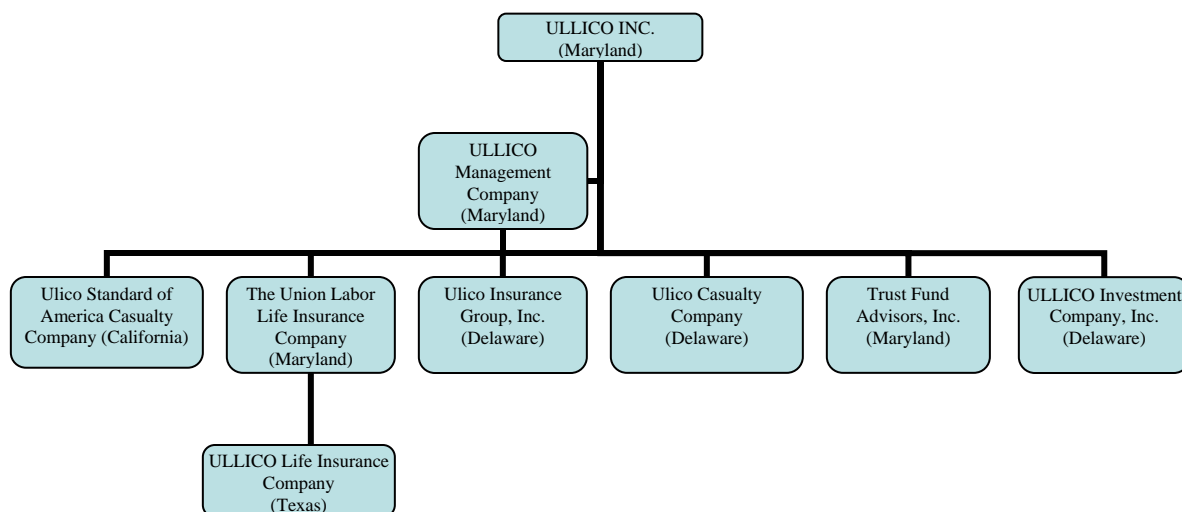 ULLICO INC.
(Maryland)
ULLICO
Management
Company
(Maryland)
Ulico Standard of
America Casualty
Company (California)
The Union Labor
Life Insurance
Company
(Maryland)
Ulico Insurance
Group, Inc.
(Delaware)
Ulico Casualty
Company
(Delaware)
Trust Fund
Advisors, Inc.
(Maryland)
ULLICO Investment
Company, Inc.
(Delaware)
ULLICO Life Insurance
Company
(Texas)